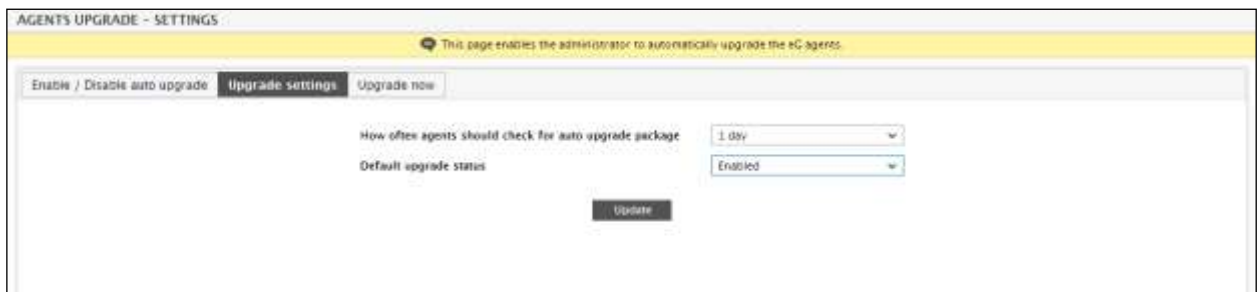 AGENTS UPGRADE - SETTINGS
This page enables the administrator to automatically upgrade the eG agents.
Enable / Disable auto upgrade Upgrade settings Upgrade now
How often agents should check for auto upgrade package 1 day
Default upgrade status Enabled
Update